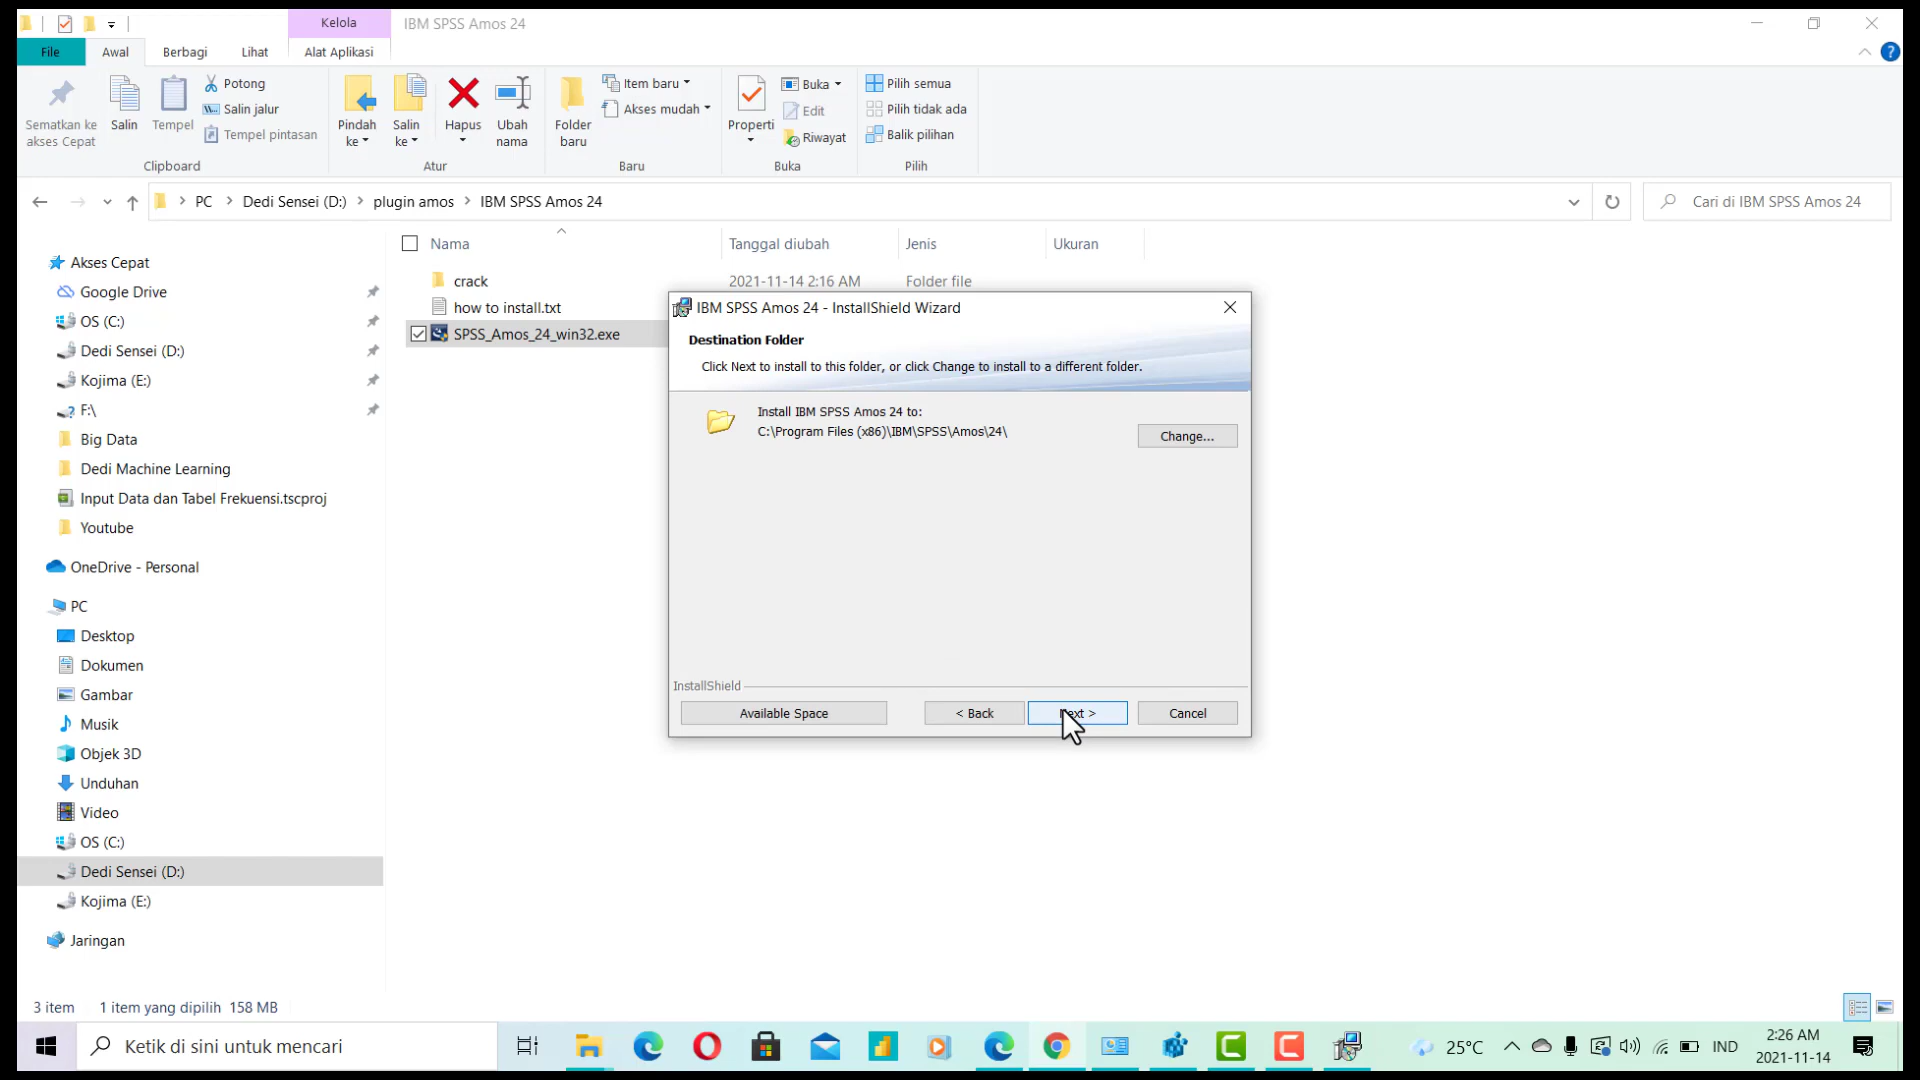 Kelola
IBM SPSS Amos 24
File
Awal
Berbagi
Lihat
Alat Aplikasi
Sematkan ke
akses Cepat
Salin
Tempel
Potong
Salin jalur
Tempel pintasan
Clipboard
Pindah
ke
Salin
ke
Hapus
Ubah
nama
Atur
Folder
baru
Item baru
Akses mudah
Baru
Properti
Buka
Edit
Riwayat
Buka
Pilih semua
Pilih tidak ada
Balik pilihan
Pilih
PC > Dedi Sensei (D:) > plugin amos > IBM SPSS Amos 24
Cari di IBM SPSS Amos 24
Akses Cepat
Google Drive
OS (C:)
Dedi Sensei (D:)
Kojima (E:)
F:\
Big Data
Dedi Machine Learning
Input Data dan Tabel Frekuensi.tscproj
Youtube
OneDrive - Personal
PC
Desktop
Dokumen
Gambar
Musik
Objek 3D
Unduhan
Video
OS (C:)
Dedi Sensei (D:)
Kojima (E:)
Jaringan
Nama
Tanggal diubah
Jenis
Ukuran
crack
2021-11-14 2:16 AM
Folder file
how to install.txt
SPSS_Amos_24_win32.exe
IBM SPSS Amos 24 - InstallShield Wizard
Destination Folder
Click Next to install to this folder, or click Change to install to a different folder.
Install IBM SPSS Amos 24 to:
C:\Program Files (x86)\IBM\SPSS\Amos\24\
Change...
InstallShield
Available Space
< Back
Cancel
3 item
1 item yang dipilih 158 MB
Ketik di sini untuk mencari
25°C
IND
2:26 AM
2021-11-14